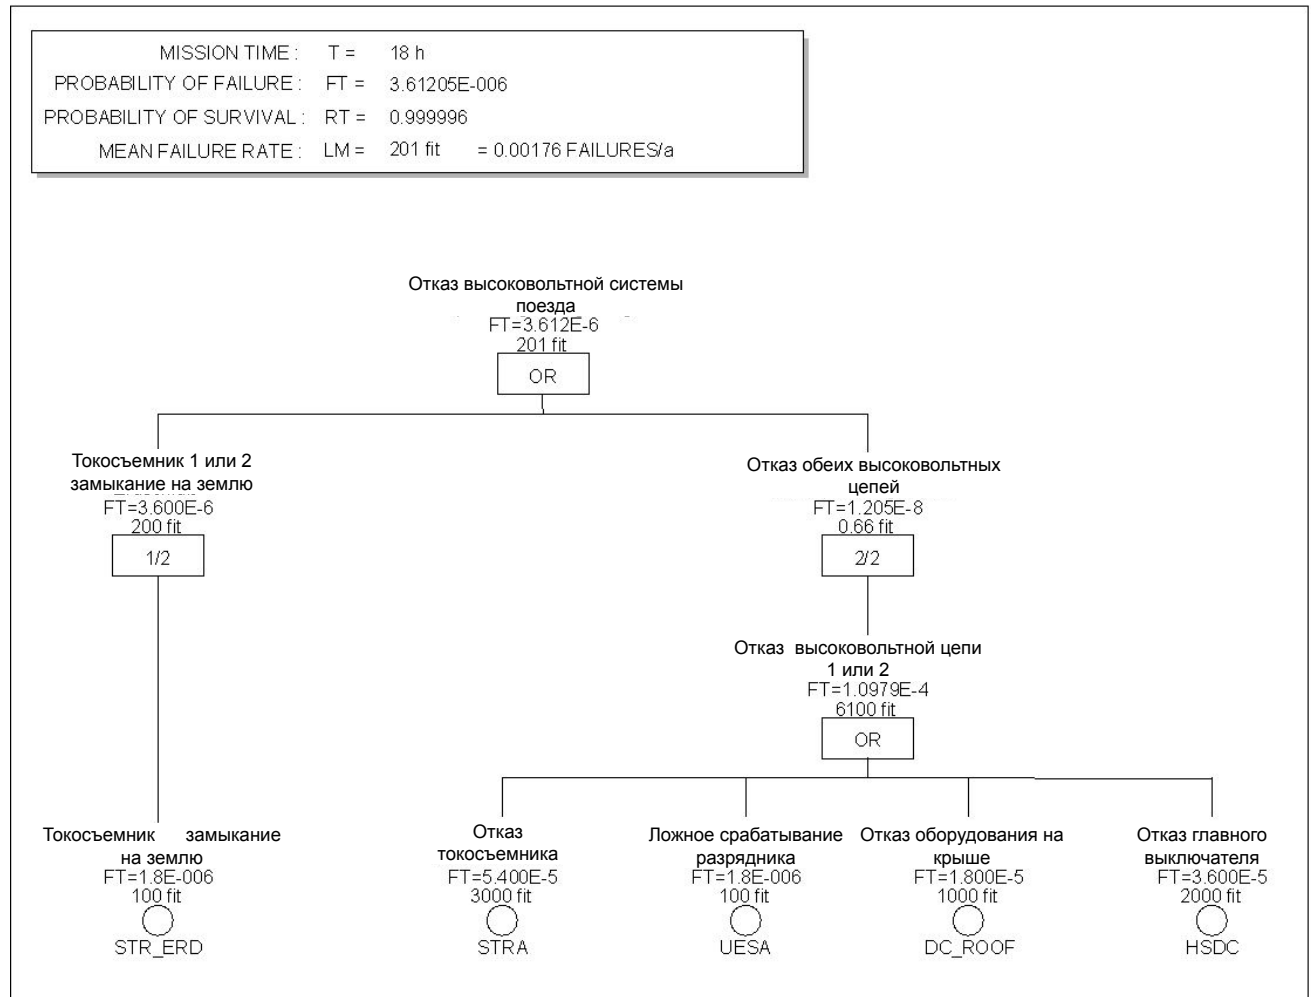 MISSION TIME : T = 18 h
PROBABILITY OF FAILURE : FT = 3.61205E-006
PROBABILITY OF SURVIVAL : RT = 0.999996
MEAN FAILURE RATE : LM = 201 fit = 0.00176 FAILURES/a
Отказ высоковольтной системы
поезда
FT=3.612E-6
201 fit
OR
Токосъемник 1 или 2
замыкание на землю
FT=3.600E-6
200 fit
1/2
Отказ обеих высоковольтных
цепей
FT=1.205E-8
0.66 fit
2/2
Отказ высоковольтной цепи
1 или 2
FT=1.0979E-4
6100 fit
OR
Токосъемник замыкание
на землю
FT=1.8E-006
100 fit
STR_ERD
Отказ
токосъемника
FT=5.400E-5
3000 fit
STRA
Ложное срабатывание
разрядника
FT=1.8E-006
100 fit
UESA
Отказ оборудования на
крыше
FT=1.800E-5
1000 fit
DC_ROOF
Отказ главного
выключателя
FT=3.600E-5
2000 fit
HSDC